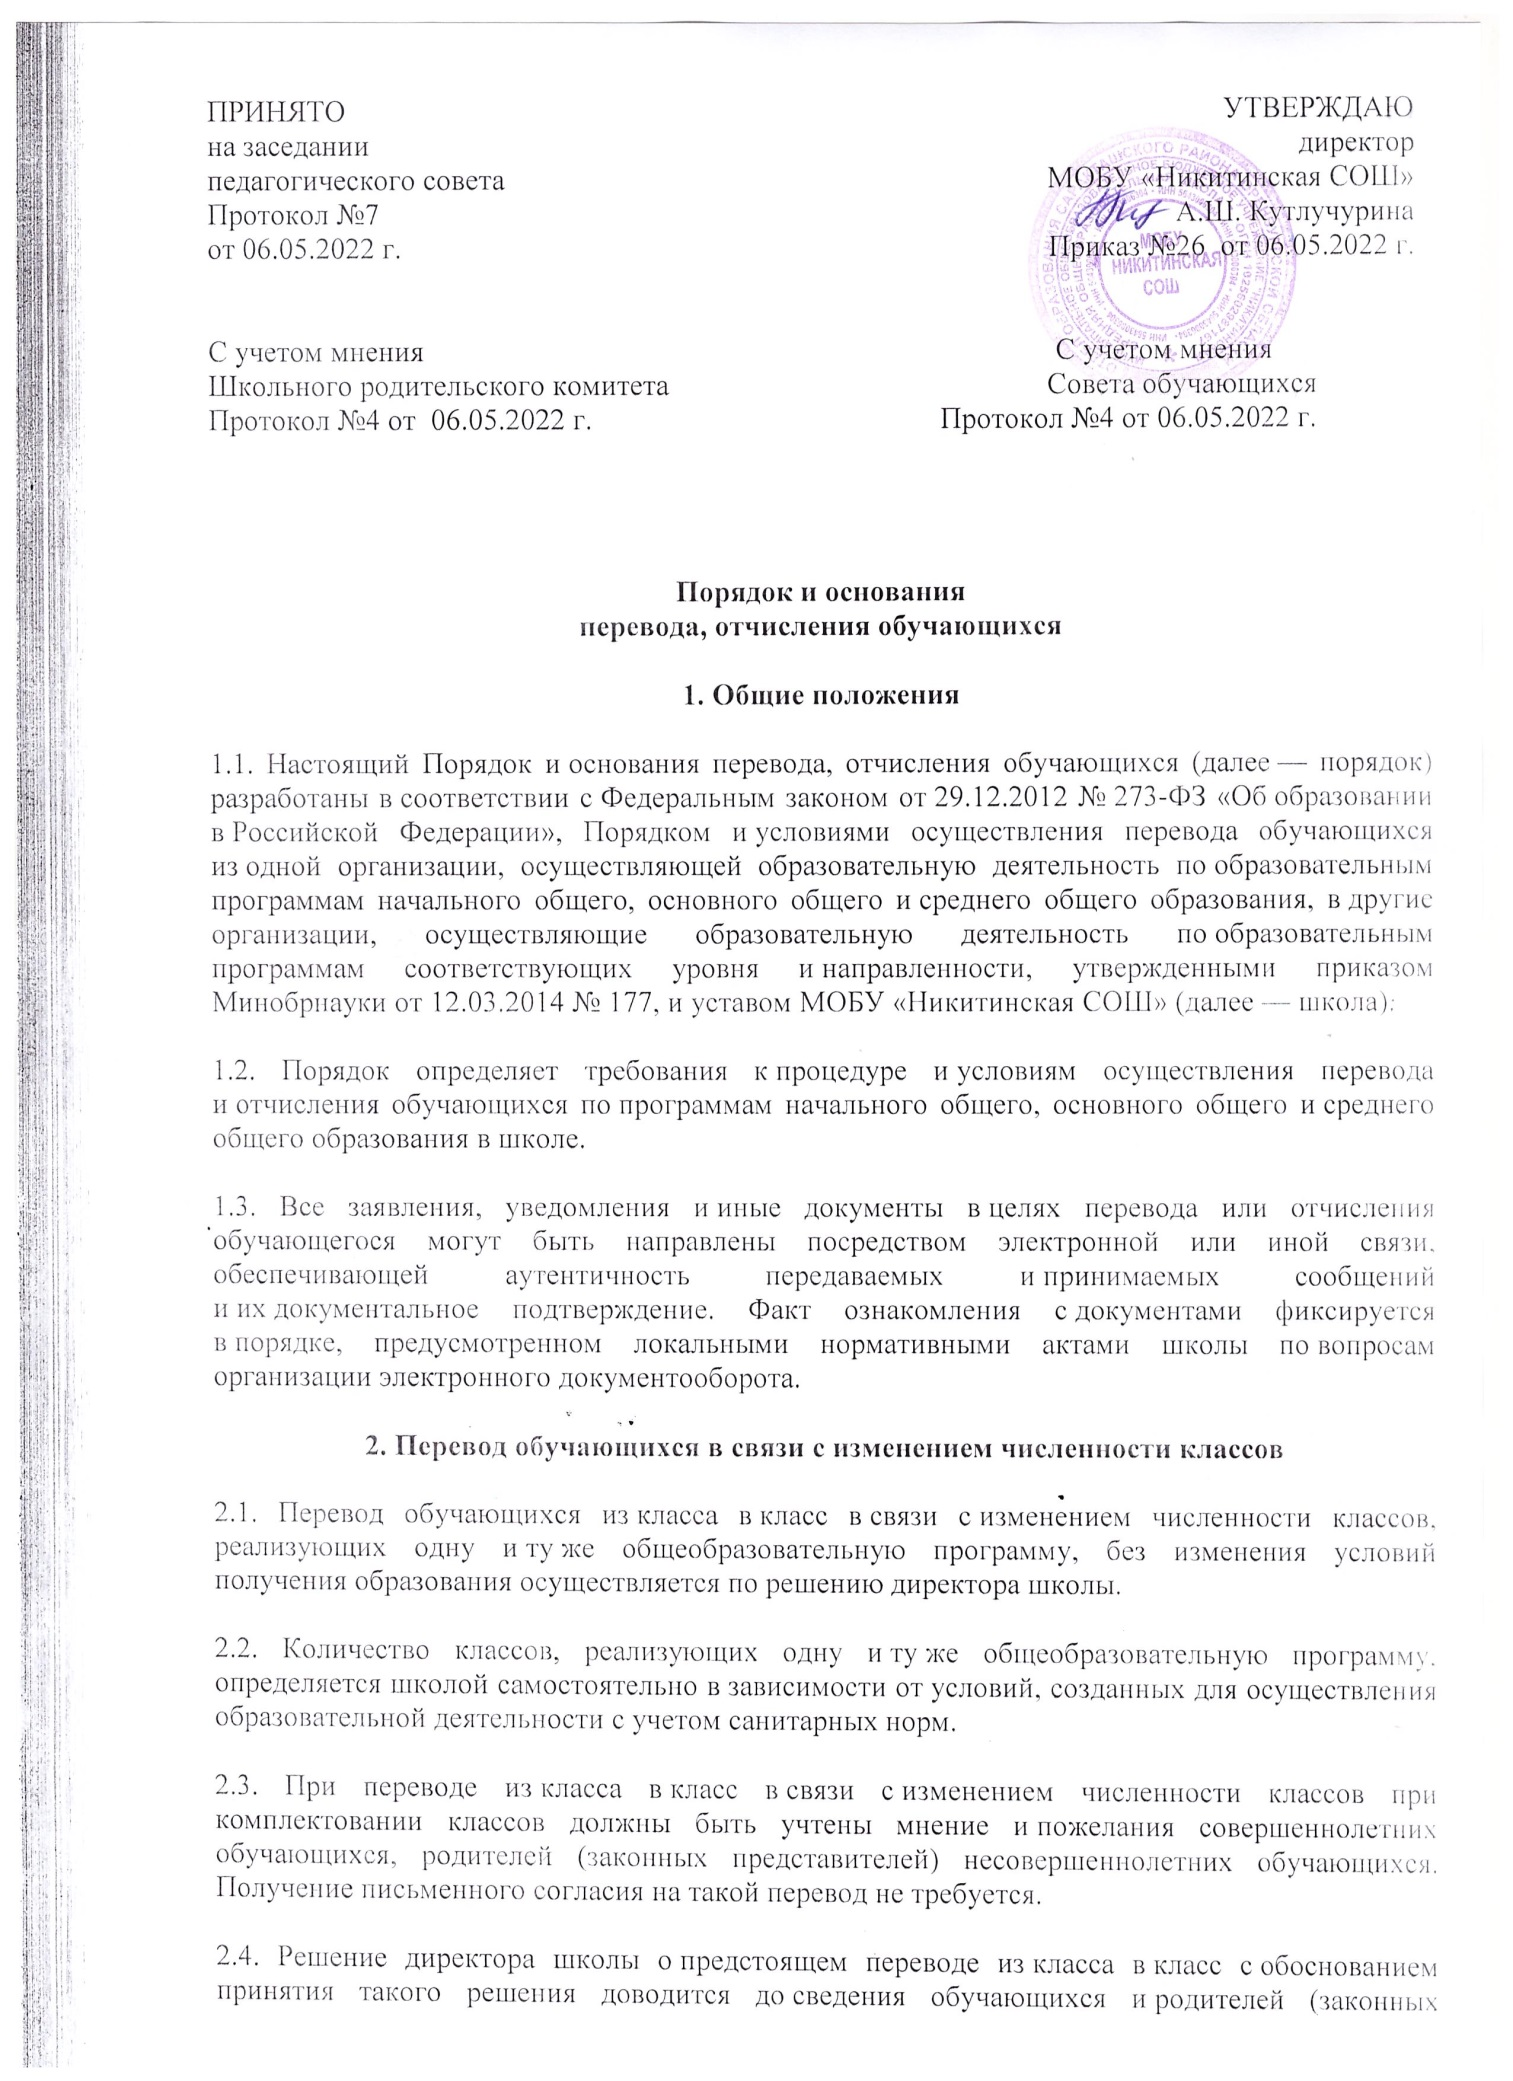 ПРИНЯТО
на заседании
педагогического совета
Протокол №7
от 06.05.2022 г.
УТВЕРЖДАЮ
директор
МОБУ «Никитинская СОШ»
А.Ш. Кутлучурина
Приказ №26 от 06.05.2022 г.
МОБУ
НИКИТИНСКАЯ
СОШ
С учетом мнения
Школьного родительского комитета
Протокол №4 от 06.05.2022 г.
С учетом мнения
Совета обучающихся
Протокол №4 от 06.05.2022 г.
Порядок и основания
перевода, отчисления обучающихся
1. Общие положения
1.1. Настоящий Порядок и основания перевода, отчисления обучающихся (далее — порядок)
разработаны в соответствии с Федеральным законом от 29.12.2012 № 273-ФЗ «Об образовании
в Российской Федерации», Порядком и условиями осуществления перевода обучающихся
из одной организации, осуществляющей образовательную деятельность по образовательным
программам начального общего, основного общего и среднего общего образования, в другие
организации, осуществляющие образовательную деятельность по образовательным
программам соответствующих уровня и направленности, утвержденными приказом
Минобрнауки от 12.03.2014 № 177, и уставом МОБУ «Никитинская СОШ» (далее — школа).
1.2. Порядок определяет требования к процедуре и условиям осуществления перевода
и отчисления обучающихся по программам начального общего, основного общего и среднего
общего образования в школе.
1.3. Все заявления, уведомления и иные документы в целях перевода или отчисления
обучающегося могут быть направлены посредством электронной или иной связи,
обеспечивающей аутентичность передаваемых и принимаемых сообщений
и их документальное подтверждение. Факт ознакомления с документами фиксируется
в порядке, предусмотренном локальными нормативными актами школы по вопросам
организации электронного документооборота.
2. Перевод обучающихся в связи с изменением численности классов
2.1. Перевод обучающихся из класса в класс в связи с изменением численности классов,
реализующих одну и ту же общеобразовательную программу, без изменения условий
получения образования осуществляется по решению директора школы.
2.2. Количество классов, реализующих одну и ту же общеобразовательную программу,
определяется школой самостоятельно в зависимости от условий, созданных для осуществления
образовательной деятельности с учетом санитарных норм.
2.3. При переводе из класса в класс в связи с изменением численности классов при
комплектовании классов должны быть учтены мнение и пожелания совершеннолетних
обучающихся, родителей (законных представителей) несовершеннолетних обучающихся.
Получение письменного согласия на такой перевод не требуется.
2.4. Решение директора школы о предстоящем переводе из класса в класс с обоснованием
принятия такого решения доводится до сведения обучающихся и родителей (законных